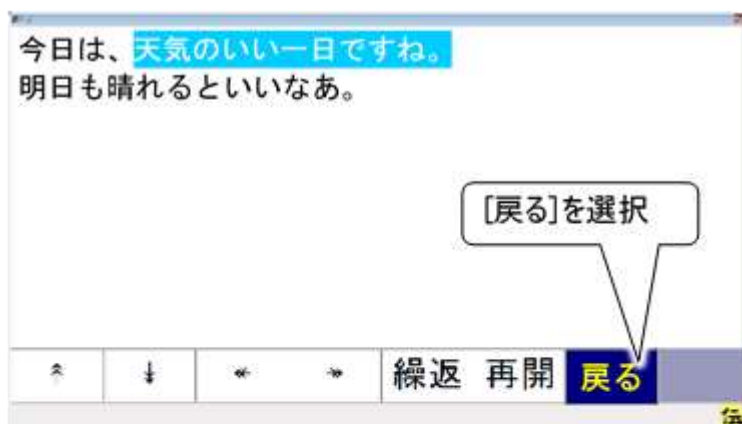 今日は、天気のいい一日ですね。
明日も晴れるといいなあ。
[戻る]を選択
繰返 再開 戻る